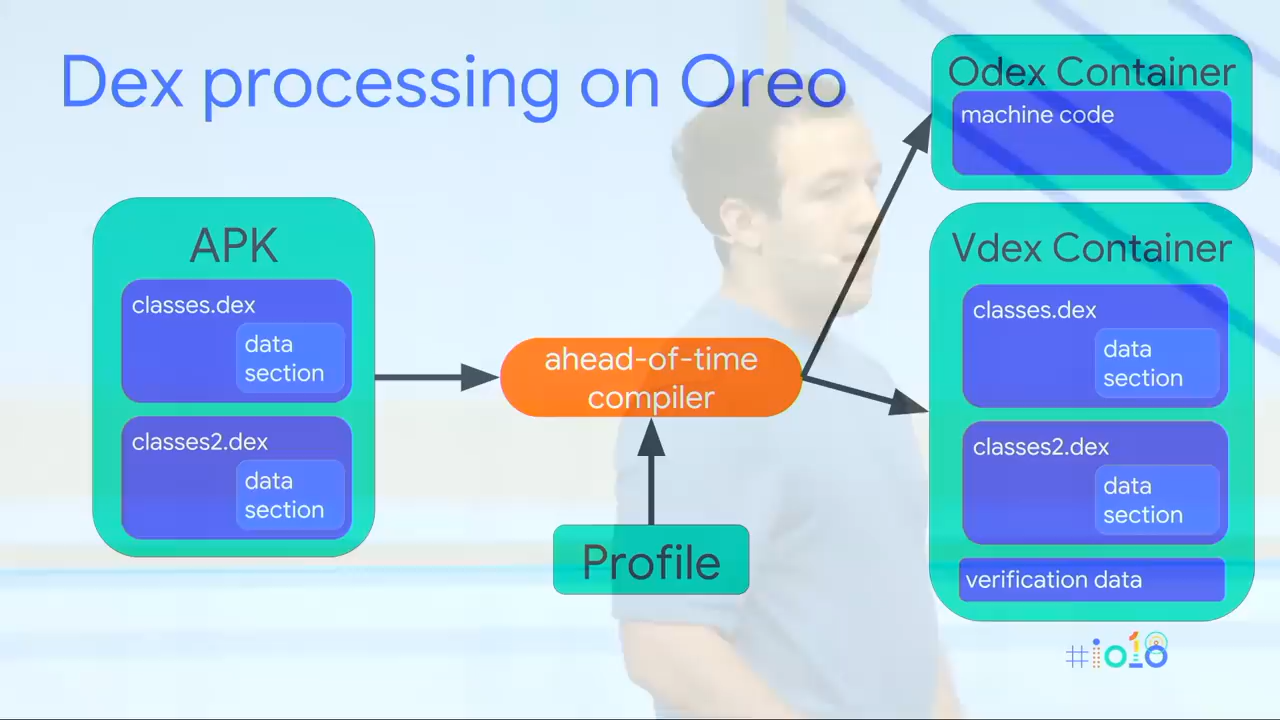 Dex processing on Oreo
APK
classes.dex
data
section
classes2.dex
data
section
ahead-of-time
compiler
Profile
Odex Container
machine code
Vdex Container
classes.dex
data
section
classes2.dex
data
section
verification data
#io18